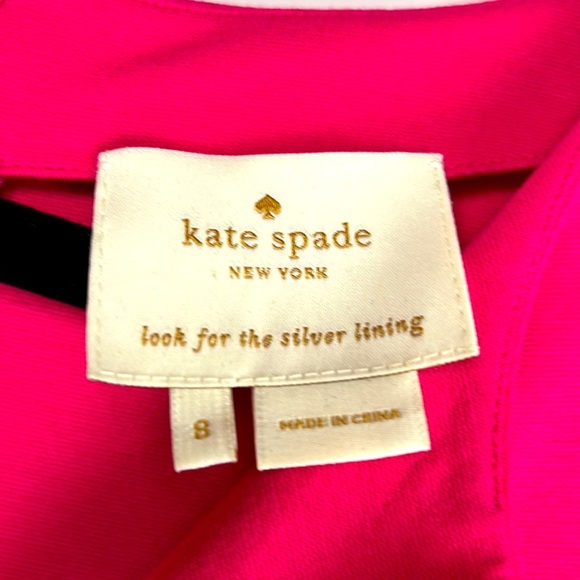 kate spade
NEW YORK
look for the silver lining
8
MADE IN CHINA